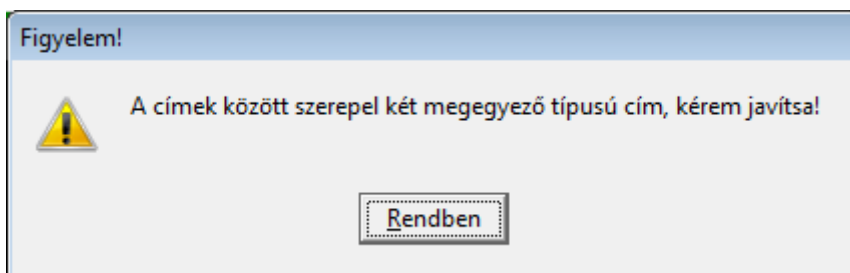 Figyelem!
A címek között szerepel két megegyező típusú cím, kérem javítsa!
Rendben